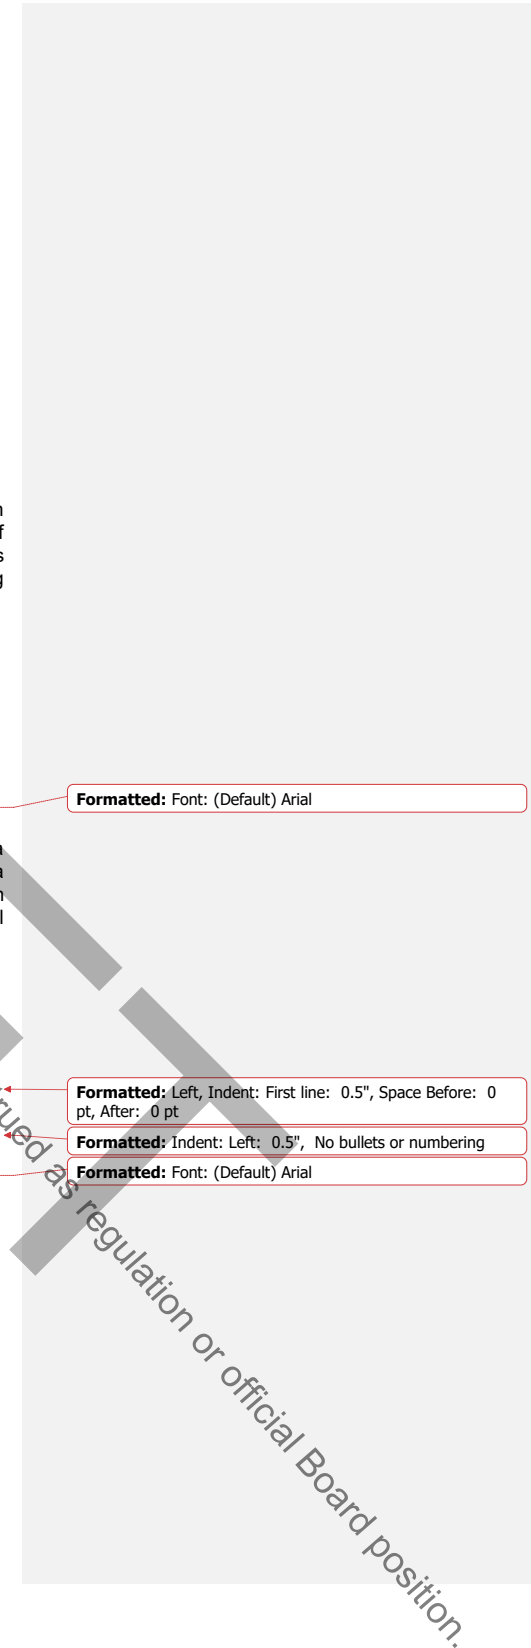 Formatted: Font: (Default) Arial
Formatted: Left, Indent: First line: 0.5", Space Before: 0
pt, After: 0 pt
Formatted: Indent: Left: 0.5", No bullets or numbering
Formatted: Font: (Default) Arial
as regulation or official Board position.